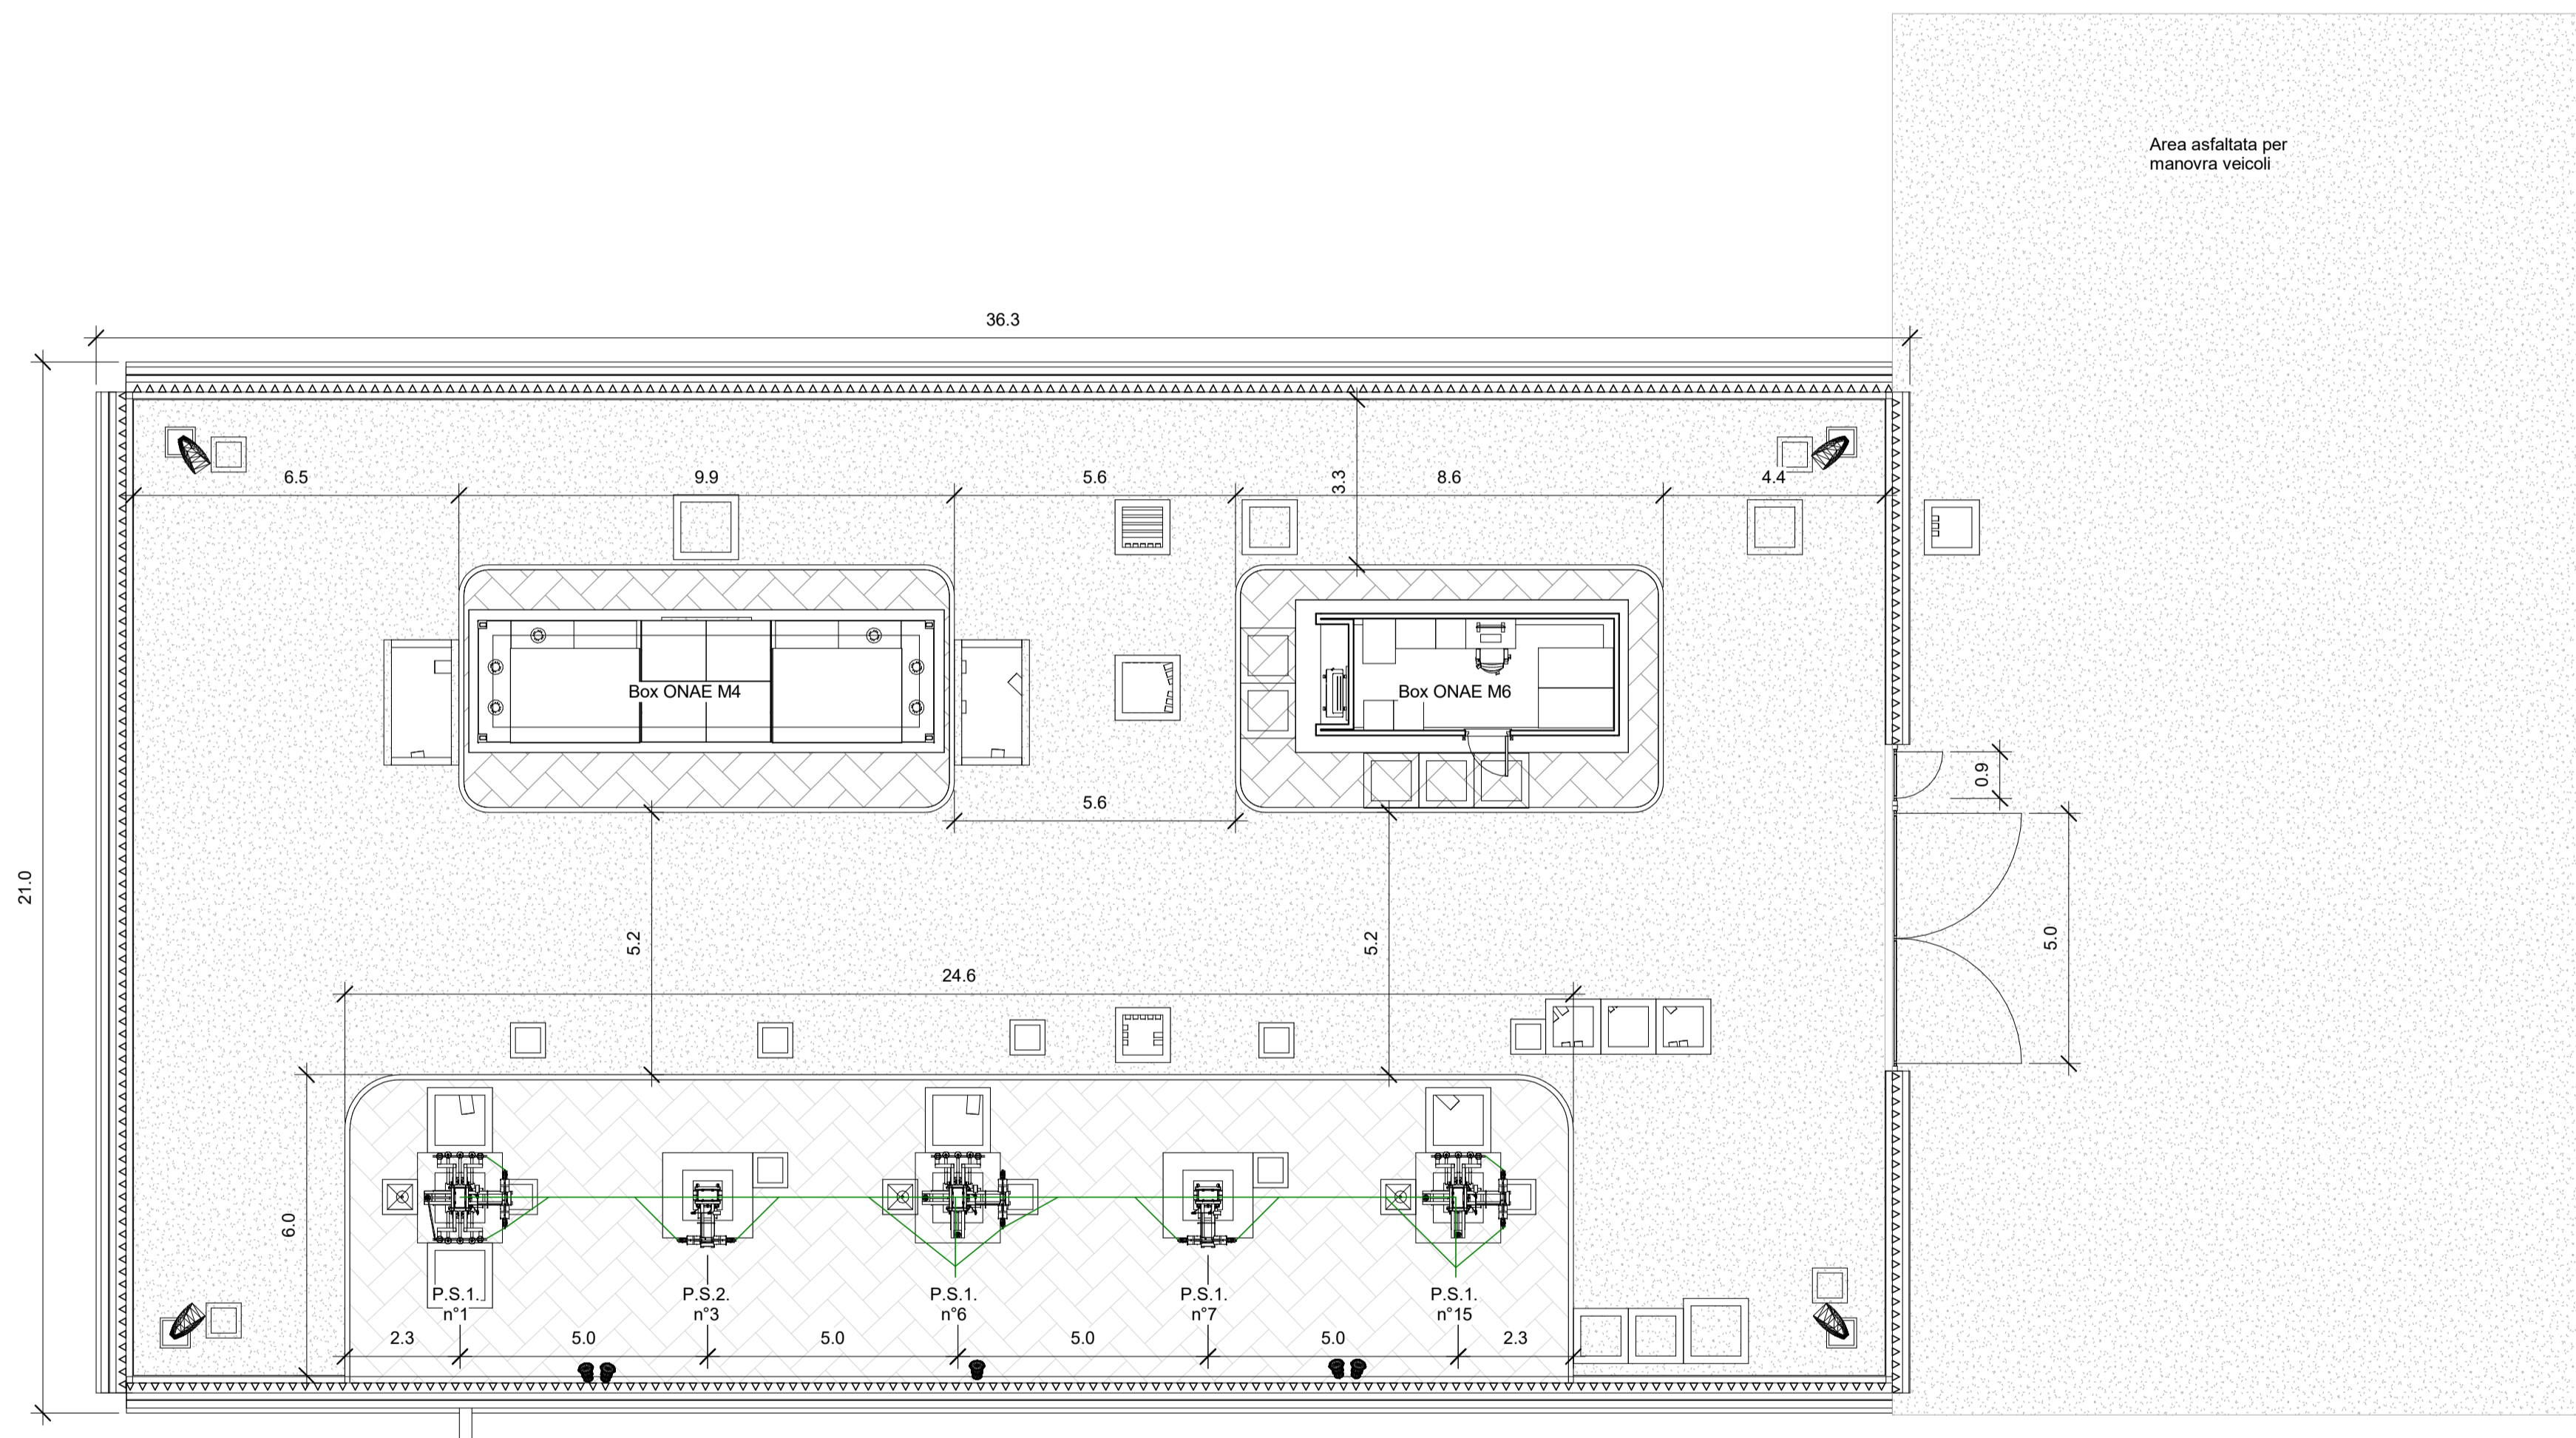 Area asfaltata per
manovra veicoli
36.3
6.5
9.9
5.6
3.3
8.6
4.4
Box ONAE M4
Box ONAE M6
0.9
5.6
21.0
5.2
5.2
5.0
24.6
6.0
P.S.1.
n°1
P.S.2.
n°3
P.S.1.
n°6
P.S.1.
n°7
P.S.1.
n°15
2.3
5.0
5.0
5.0
5.0
2.3